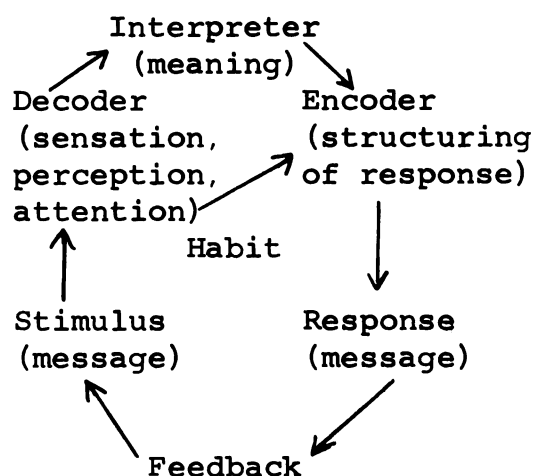 Interpreter
(meaning)
Decoder
(sensation,
perception,
attention)
Encoder
(structuring
of response)
Habit
Stimulus
(message)
Response
(message)
Feedback